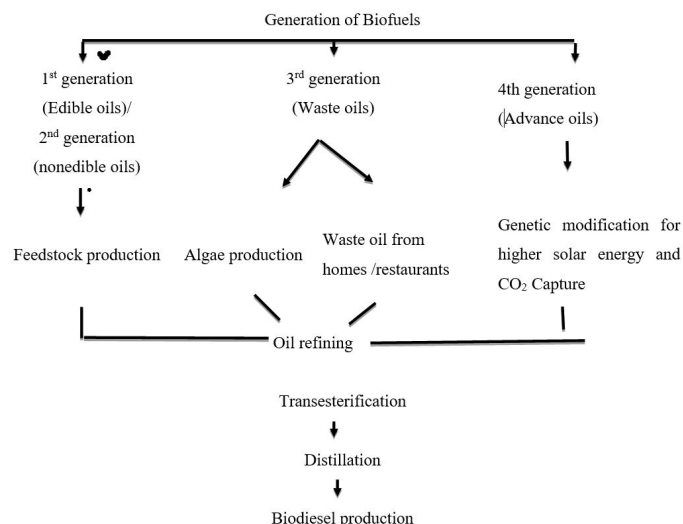 Generation of Biofuels
1st generation
(Edible oils)/
2nd generation
(nonedible oils)
3rd generation
(Waste oils)
4th generation
(Advance oils)
Feedstock production
Algae production
Waste oil from
homes /restaurants
Genetic modification for
higher solar energy and
CO2 Capture
Oil refining
Transesterification
Distillation
Biodiesel production